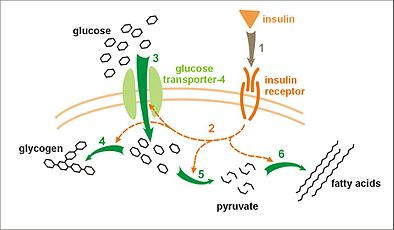 glucose
insulin
1
3
glucose
transporter-4
insulin
receptor
2
glycogen
4
5
6
pyruvate
fatty acids